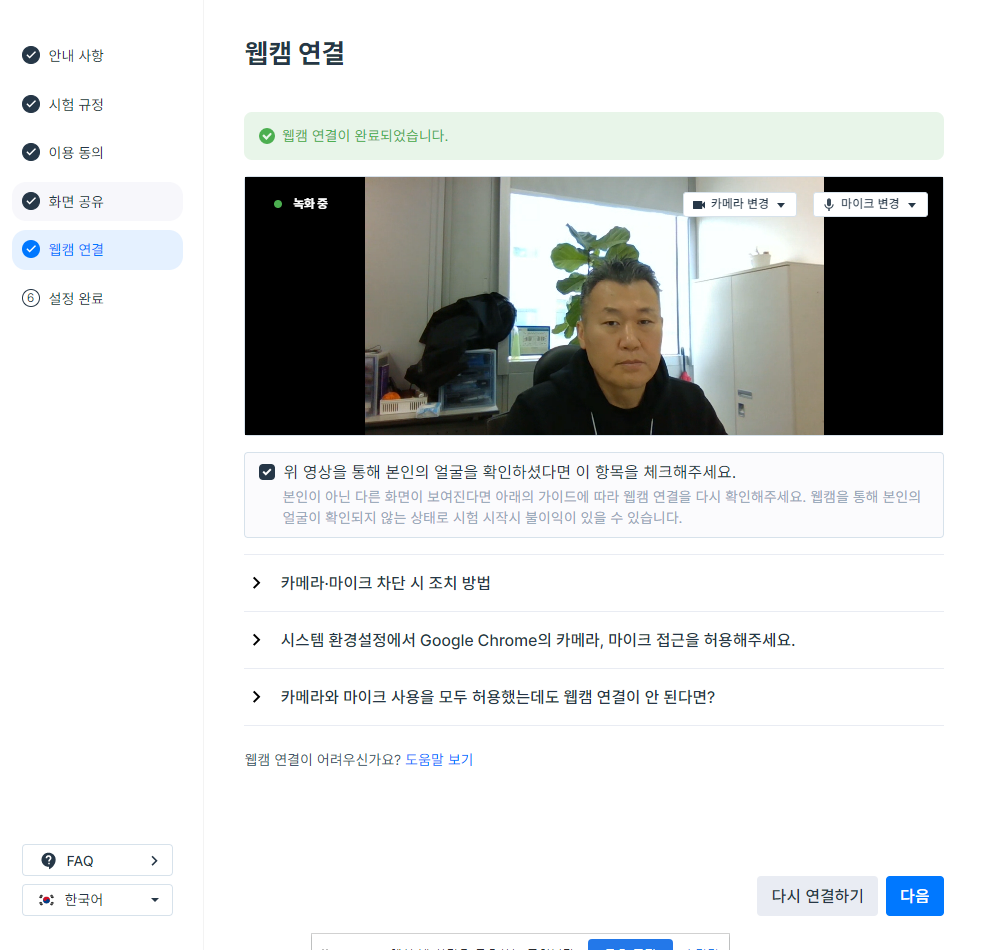 안내 사항
시험 규정
이용 동의
화면 공유
웹캠 연결
6 설정 완료
FAQ
한국어
웹캠 연결
웹캠 연결이 완료되었습니다.
녹화 중
카메라 변경
마이크 변경
위 영상을 통해 본인의 얼굴을 확인하셨다면 이 항목을 체크해주세요.
본인이 아닌 다른 화면이 보여진다면 아래의 가이드에 따라 웹캠 연결을 다시 확인해주세요. 웹캠을 통해 본인의
얼굴이 확인되지 않는 상태로 시험 시작시 불이익이 있을 수 있습니다.
카메라·마이크 차단 시 조치 방법
시스템 환경설정에서 Google Chrome의 카메라, 마이크 접근을 허용해주세요.
카메라와 마이크 사용을 모두 허용했는데도 웹캠 연결이 안 된다면?
웹캠 연결이 어려우신가요? 도움말 보기
다시 연결하기
다음